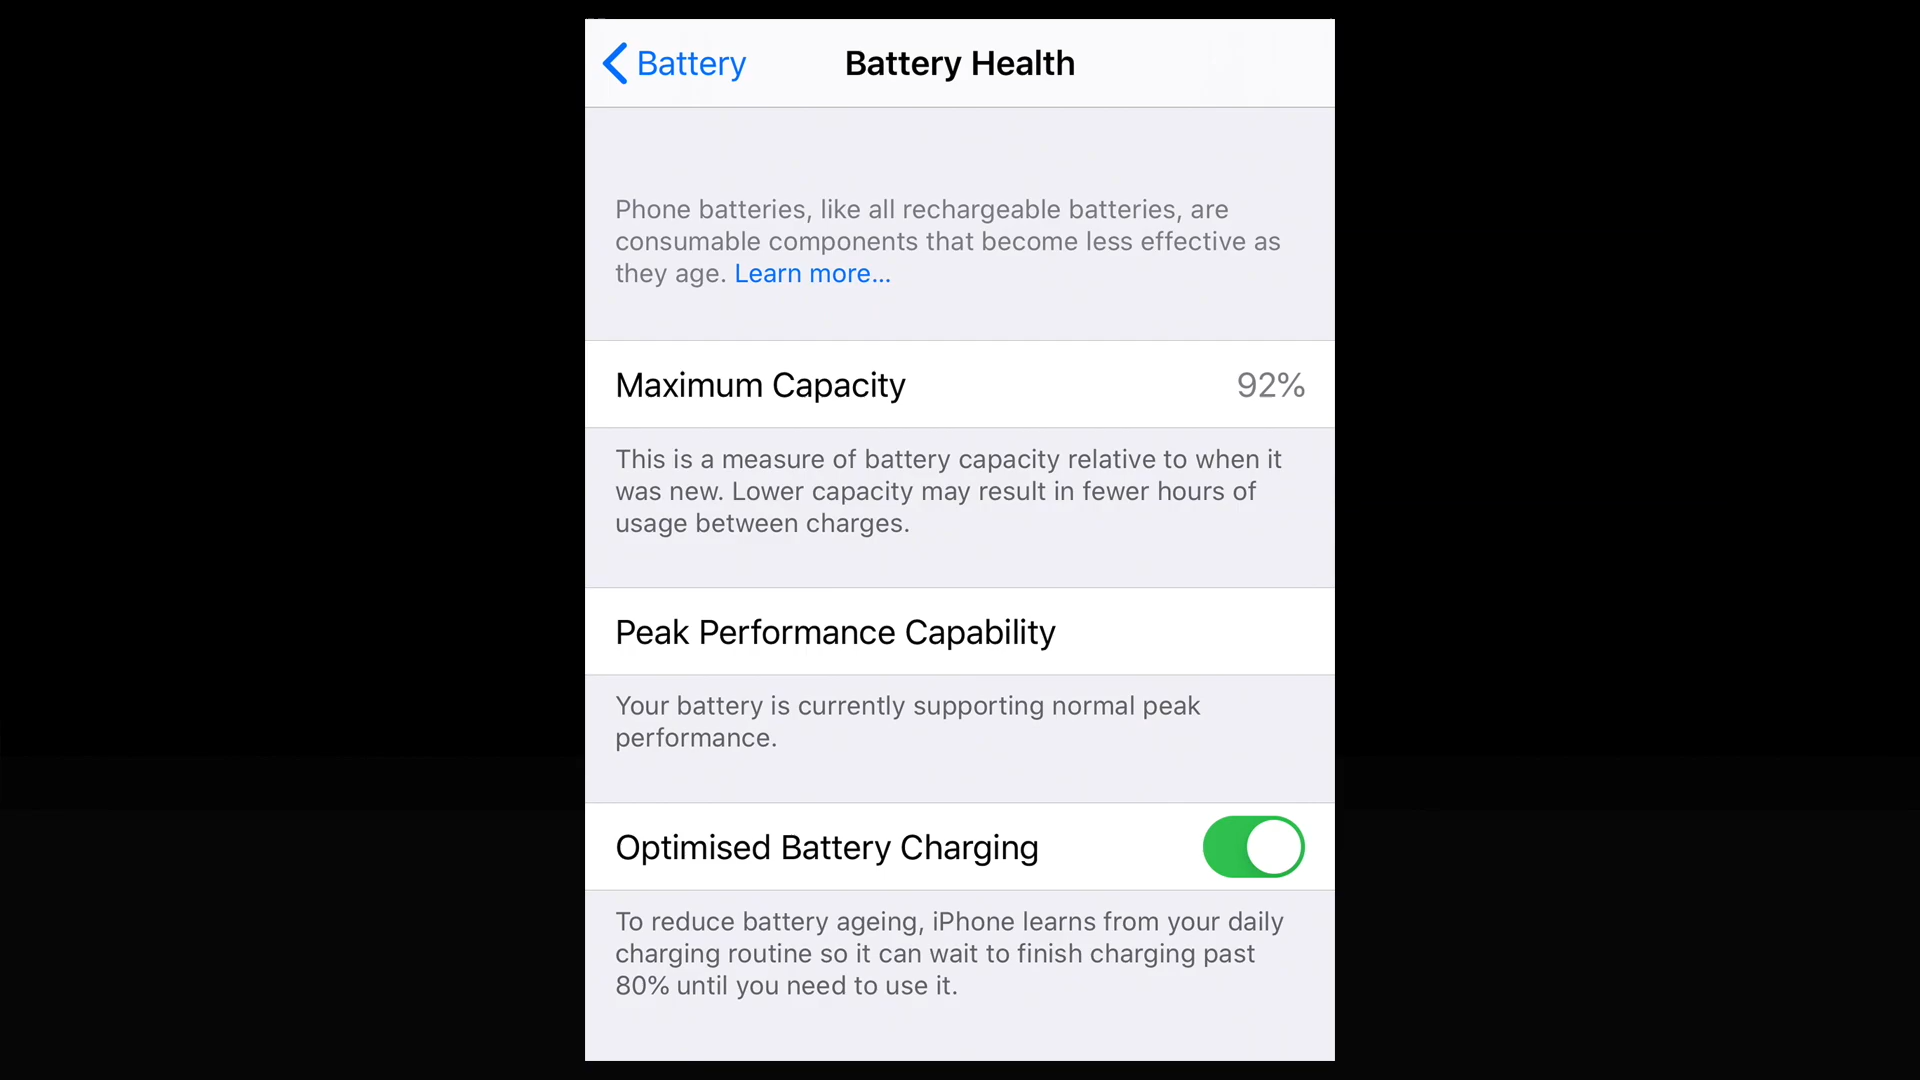 Battery
Battery Health
Phone batteries, like all rechargeable batteries, are
consumable components that become less effective as
they age. Learn more...
Maximum Capacity 92%
This is a measure of battery capacity relative to when it
was new. Lower capacity may result in fewer hours of
usage between charges.
Peak Performance Capability
Your battery is currently supporting normal peak
performance.
Optimised Battery Charging
To reduce battery ageing, iPhone learns from your daily
charging routine so it can wait to finish charging past
80% until you need to use it.